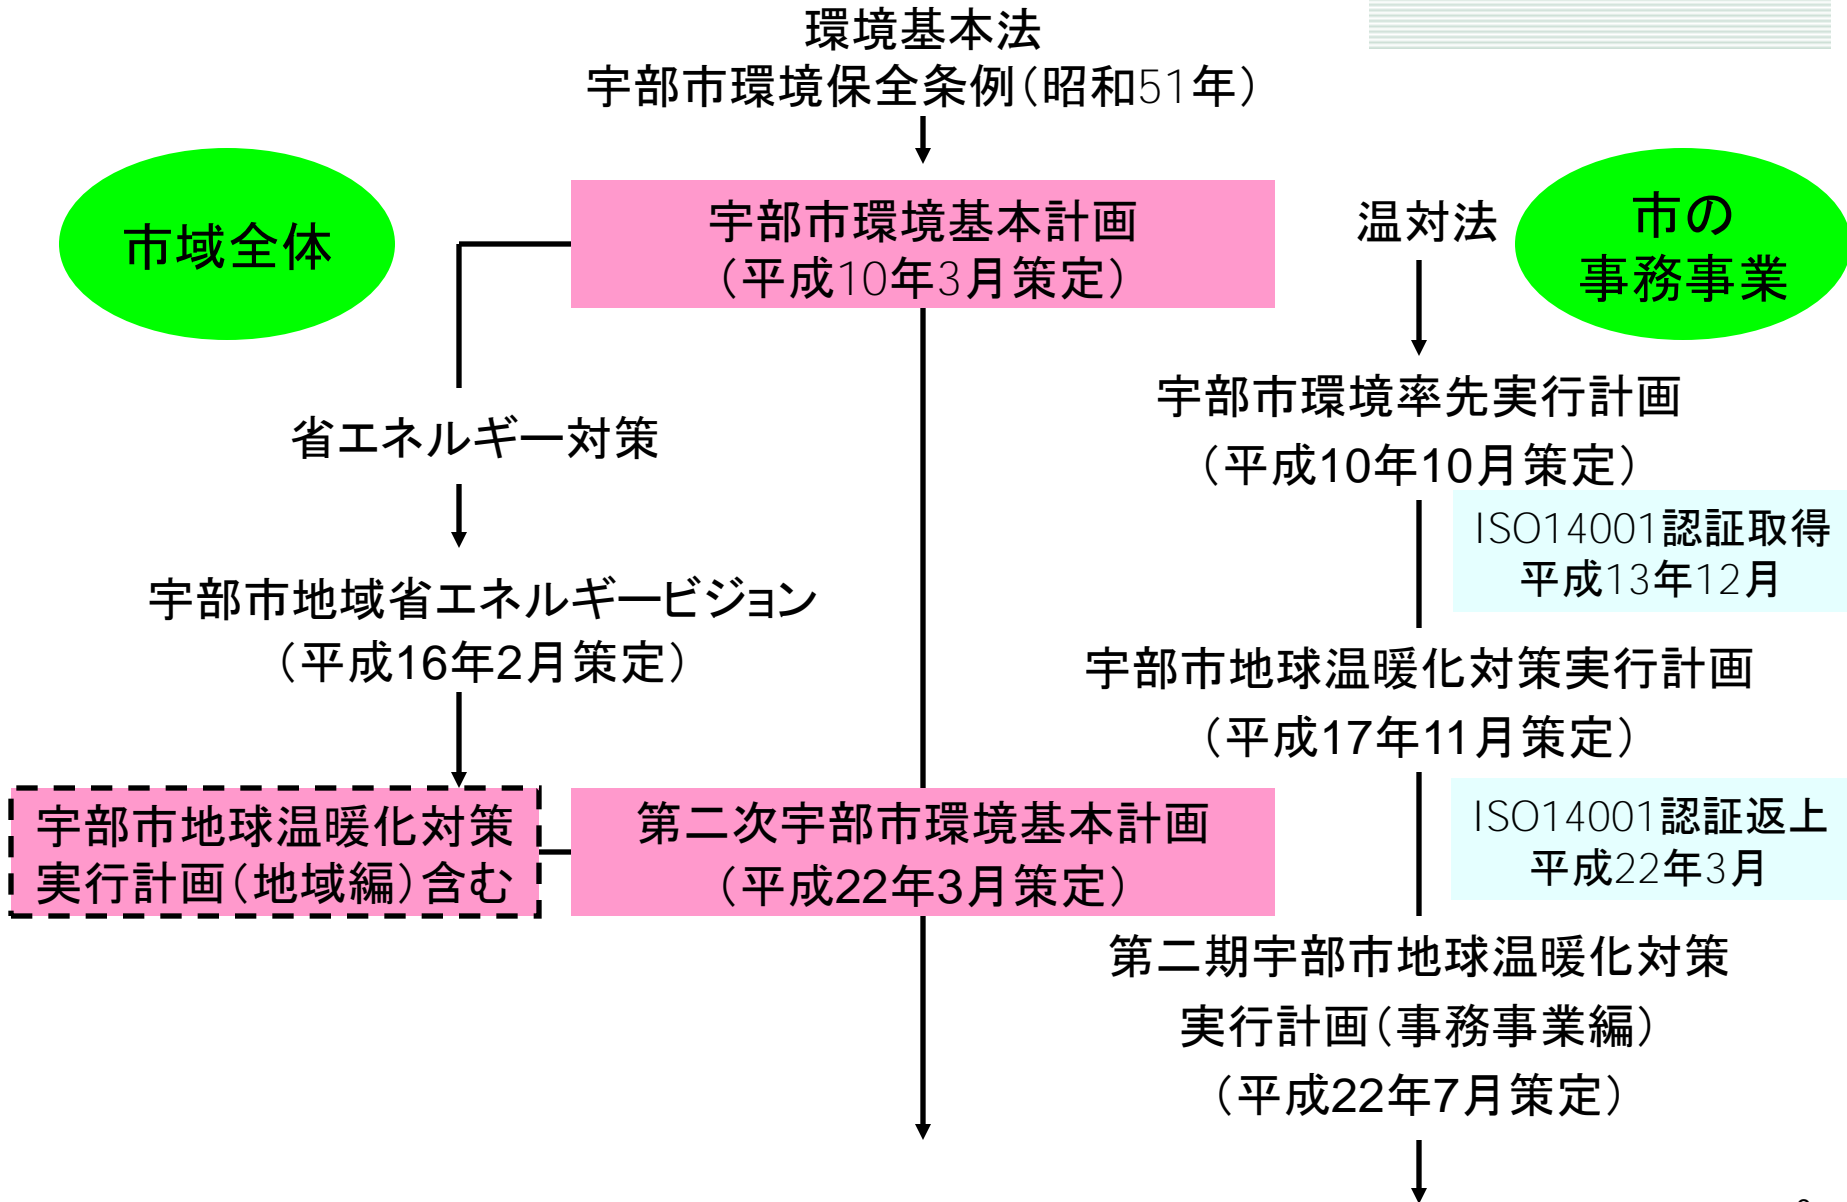 環境基本法
宇部市環境保全条例（昭和51年）
市域全体
宇部市環境基本計画
（平成10年3月策定）
温対法
市の
事務事業
省エネルギー対策
宇部市地域省エネルギービジョン
（平成16年2月策定）
宇部市環境率先実行計画
（平成10年10月策定）
ISO14001認証取得
平成13年12月
宇部市地球温暖化対策実行計画
（平成17年11月策定）
宇部市地球温暖化対策
実行計画（地域編）含む
第二次宇部市環境基本計画
（平成22年3月策定）
ISO14001認証返上
平成22年3月
第二期宇部市地球温暖化対策
実行計画（事務事業編）
（平成22年7月策定）